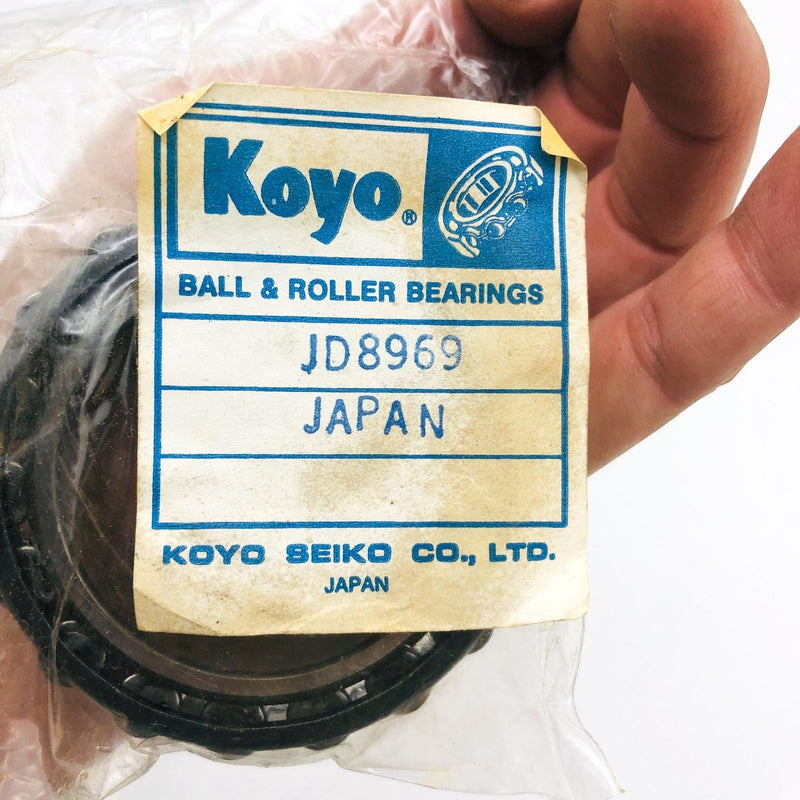 Koyo®
BALL & ROLLER BEARINGS
JD8969
JAPAN
KOYO SEIKO CO., LTD.
JAPAN